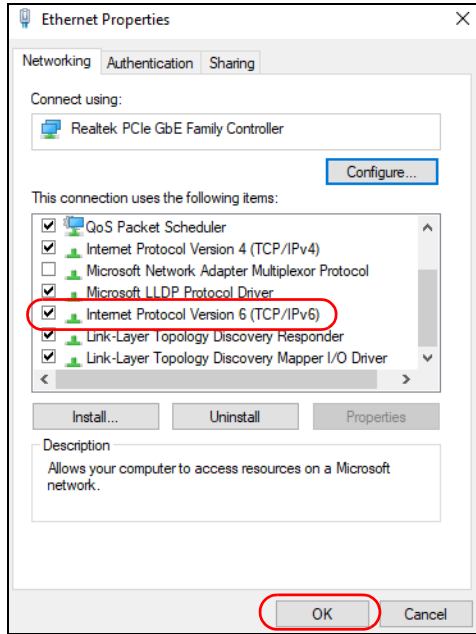 Ethernet Properties
Networking Authentication Sharing
Connect using:
Realtek PCIe GbE Family Controller
Configure...
This connection uses the following items:
QoS Packet Scheduler
Internet Protocol Version 4 (TCP/IPv4)
Microsoft Network Adapter Multiplexor Protocol
Microsoft LLDP Protocol Driver
Internet Protocol Version 6 (TCP/IPv6)
Link-Layer Topology Discovery Responder
Link-Layer Topology Discovery Mapper I/O Driver
Install... Uninstall Properties
Description
Allows your computer to access resources on a Microsoft
network.
OK Cancel